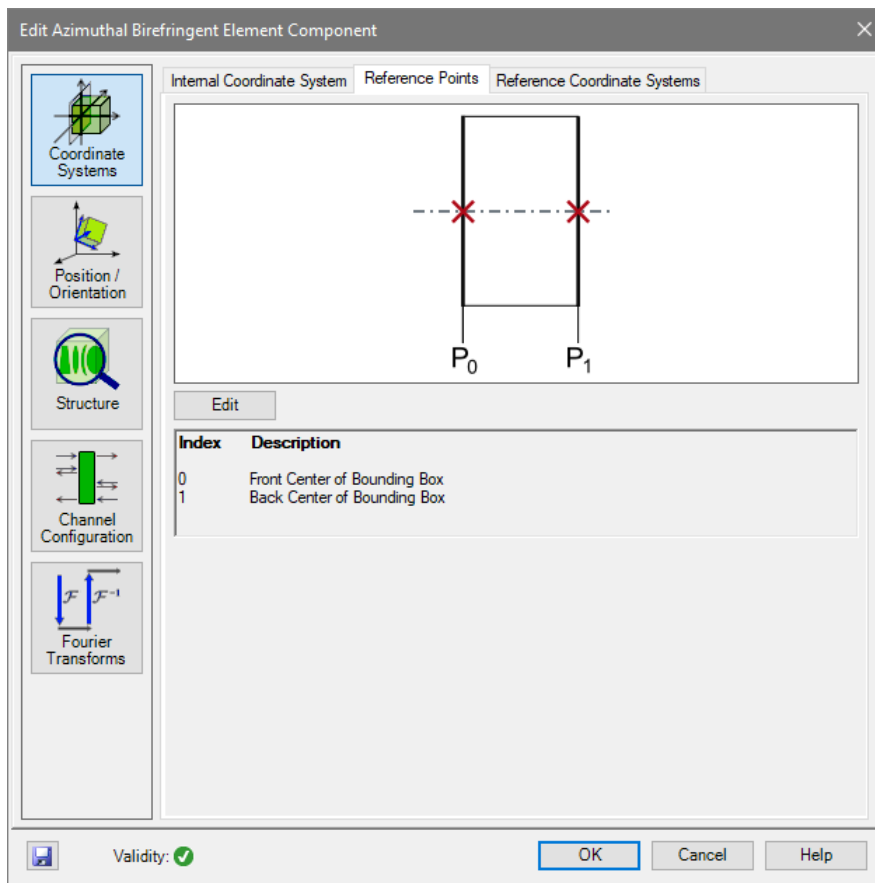 Edit Azimuthal Birefringent Element Component
Coordinate
Systems
Position /
Orientation
Structure
Channel
Configuration
ℱ ℱ⁻¹
Fourier
Transforms
Internal Coordinate System Reference Points Reference Coordinate Systems
P₀ P₁
Edit
Index Description
0 Front Center of Bounding Box
1 Back Center of Bounding Box
Validity: OK Cancel Help